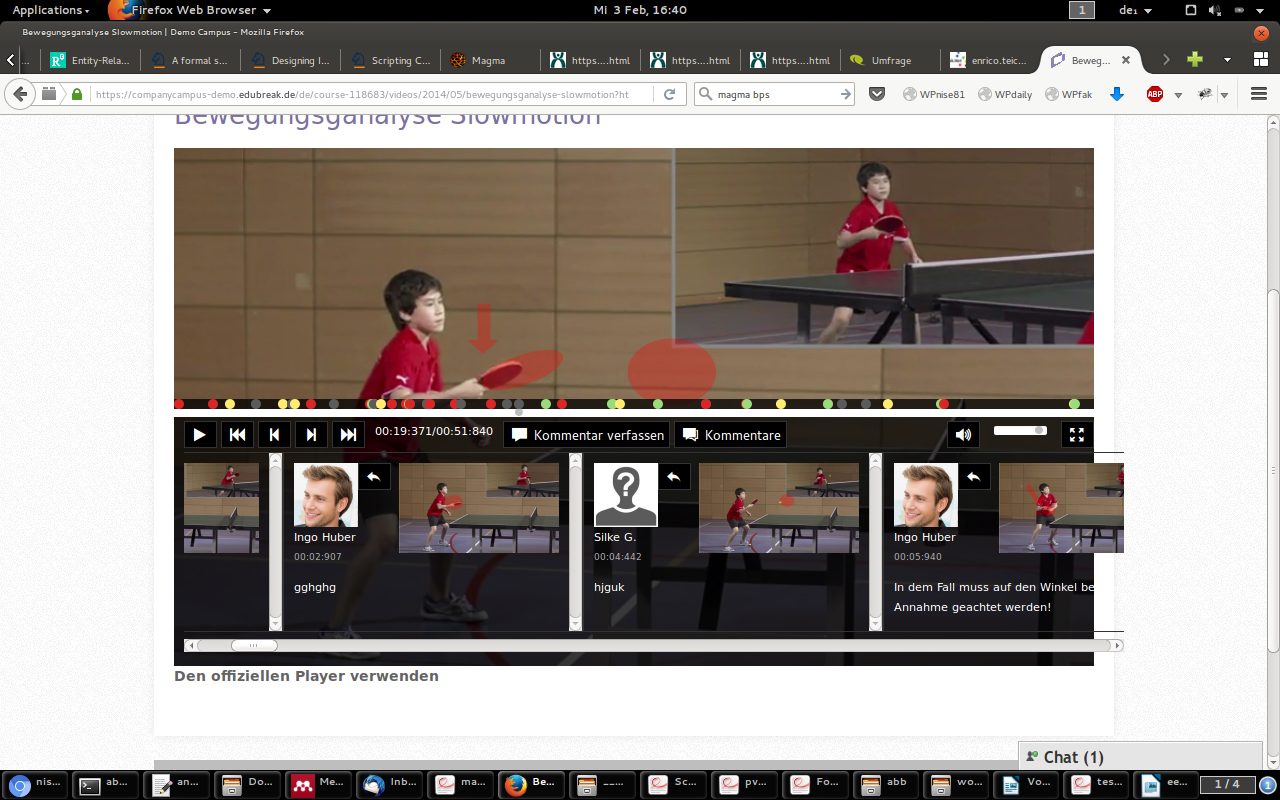 Applications
Firefox Web Browser
Mi 3 Feb, 16:40
1
de₁
Bewegungsganalyse Slowmotion | Demo Campus – Mozilla Firefox
...
R⁶
Entity-Rela...
A formal s...
Designing I...
Scripting C...
Magma
https....html
https....html
https....html
Umfrage
enrico.teic...
Beweg...
https://companycampus-demo.edubreak.de/de/course-118683/videos/2014/05/bewegungsganalyse-slowmotion?ht
magma bps
WPnise81
WPdaily
WPfak
ABP
Bewegungsganalyse Slowmotion
00:19:371/00:51:840
Kommentar verfassen
Kommentare
Ingo Huber
00:02:907
gghghg
Silke G.
00:04:442
hjguk
Ingo Huber
00:05:940
In dem Fall muss auf den Winkel be
Annahme geachtet werden!
Den offiziellen Player verwenden
Chat (1)
nis...
ab...
an...
Do...
Me...
Inb...
ma...
Be...
__...
Sc...
pv...
Fo...
abb
wo...
Vo...
tes...
ee...
1 / 4
1